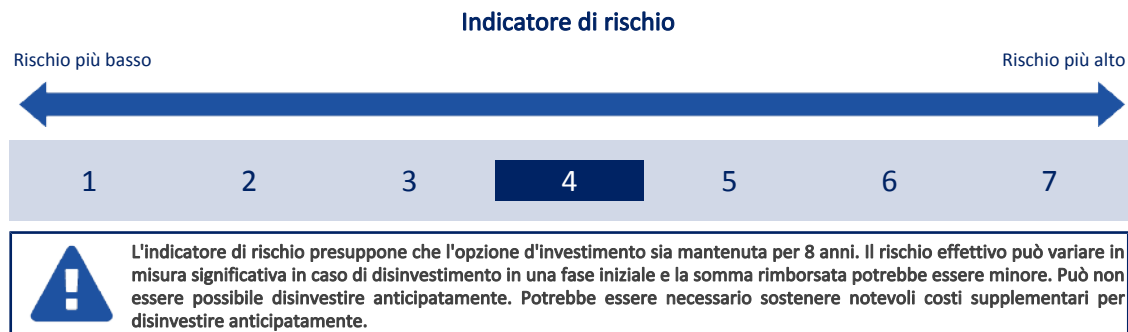 Indicatore di rischio
Rischio più basso
Rischio più alto
1 2 3 4 5 6 7
L'indicatore di rischio presuppone che l'opzione d'investimento sia mantenuta per 8 anni. Il rischio effettivo può variare in
misura significativa in caso di disinvestimento in una fase iniziale e la somma rimborsata potrebbe essere minore. Può non
essere possibile disinvestire anticipatamente. Potrebbe essere necessario sostenere notevoli costi supplementari per
disinvestire anticipatamente.